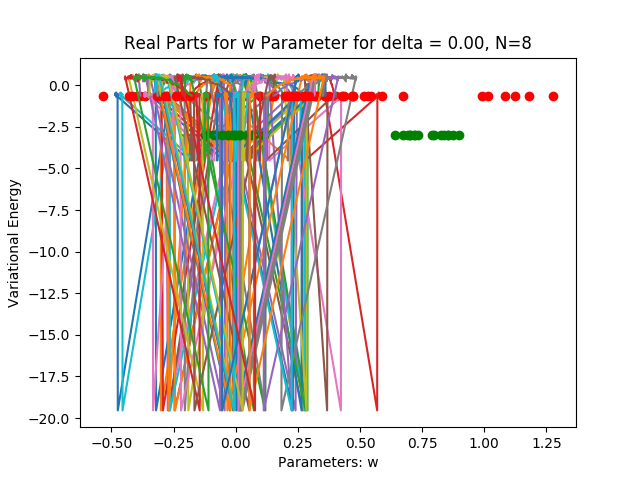 Real Parts for w Parameter for delta = 0.00, N=8
Variational Energy
0.0
−2.5
−5.0
−7.5
−10.0
−12.5
−15.0
−17.5
−20.0
−0.50 −0.25 0.00 0.25 0.50 0.75 1.00 1.25
Parameters: w